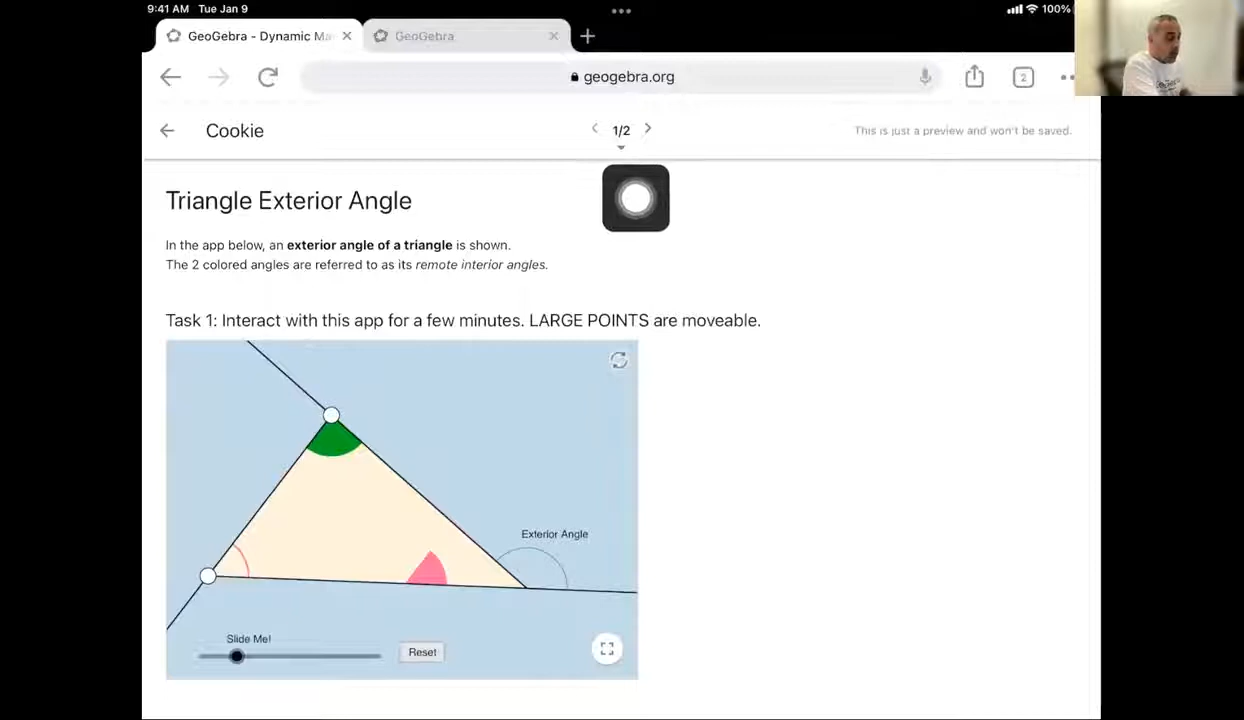 9:41 AM Tue Jan 9
100%
GeoGebra - Dynamic Ma
GeoGebra
geogebra.org
2
Cookie
1/2
This is just a preview and won't be saved.
Triangle Exterior Angle
In the app below, an exterior angle of a triangle is shown.
The 2 colored angles are referred to as its remote interior angles.
Task 1: Interact with this app for a few minutes. LARGE POINTS are moveable.
Exterior Angle
Slide Me!
Reset